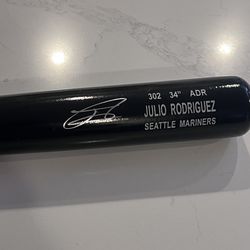 302 34" ADR
JULIO RODRIGUEZ
SEATTLE MARINERS